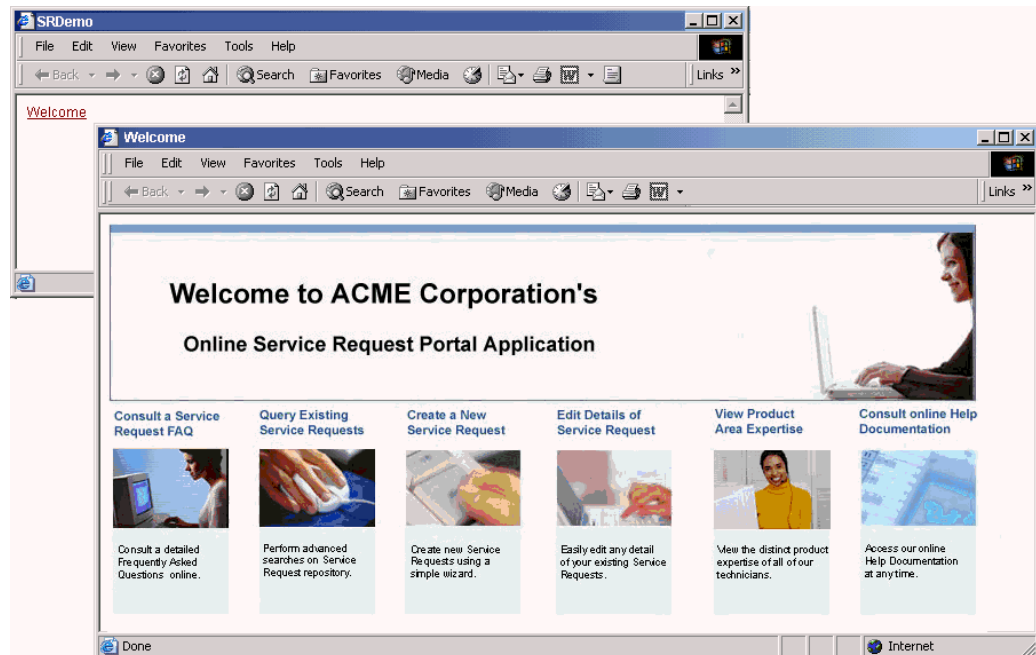 SRDemo
File Edit View Favorites Tools Help
Back Search Favorites Media W Links »
Welcome
Welcome
File Edit View Favorites Tools Help
Back Search Favorites Media W Links »
Welcome to ACME Corporation's
Online Service Request Portal Application
Consult a Service
Request FAQ
Query Existing
Service Requests
Create a New
Service Request
Edit Details of
Service Request
View Product
Area Expertise
Consult online Help
Documentation
Consult a detailed
Frequently Asked
Questions online.
Perform advanced
searches on Service
Request repository.
Create new Service
Requests using a
simple wizard.
Easily edit any detail
of your existing Service
Requests.
View the distinct product
expertise of all of our
technicians.
Access our online
Help Documentation
at any time.
Done
Internet